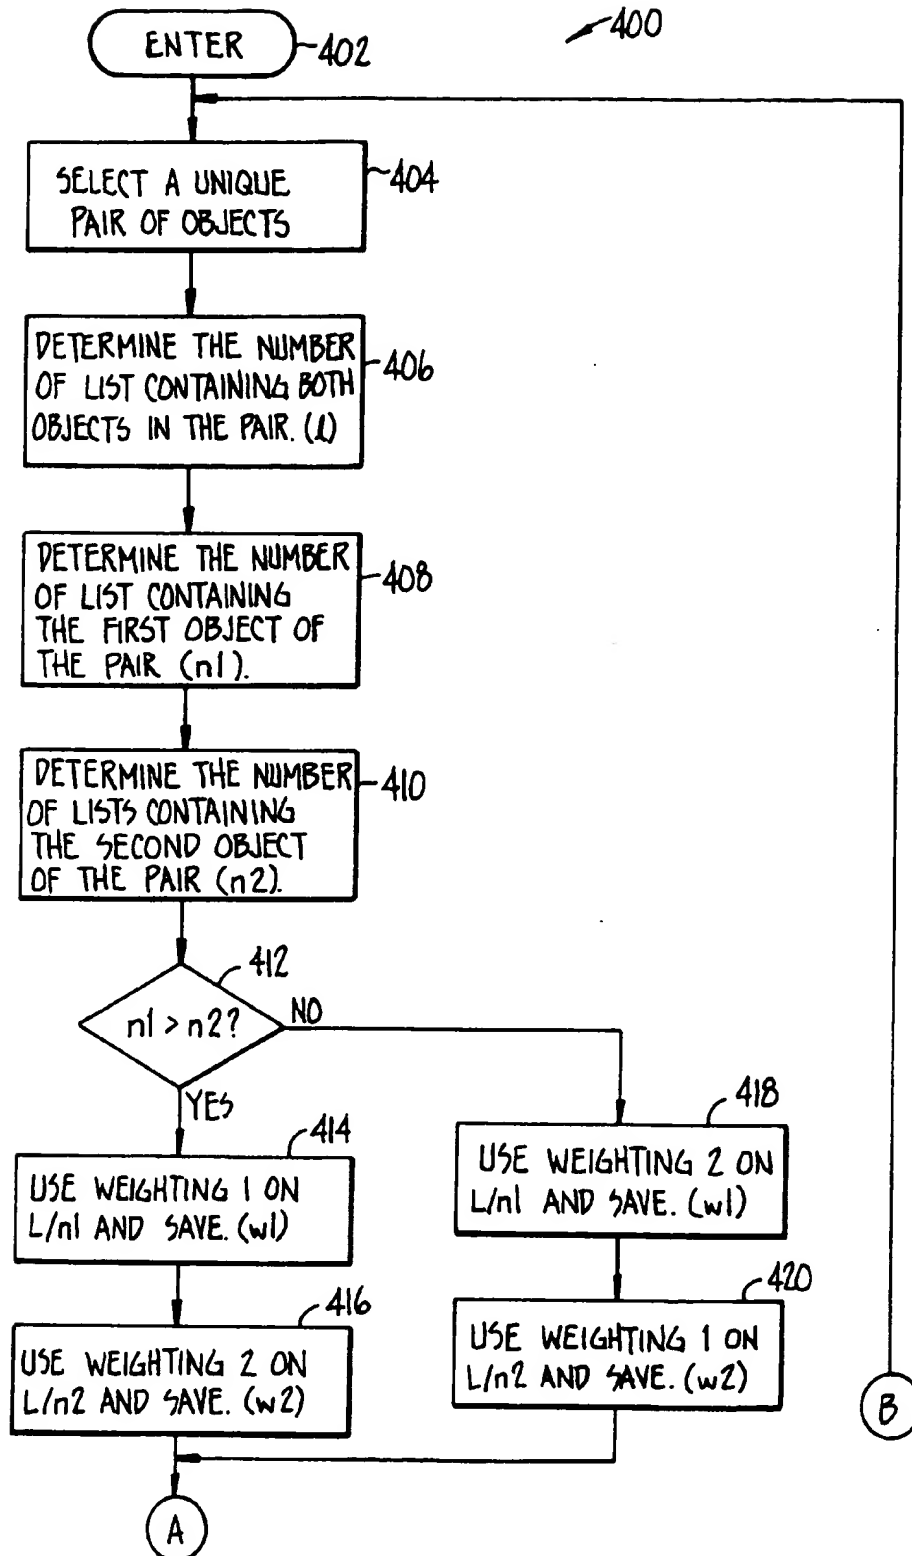 400
ENTER
402
SELECT A UNIQUE
PAIR OF OBJECTS
404
DETERMINE THE NUMBER
OF LIST CONTAINING BOTH
OBJECTS IN THE PAIR. (l)
406
DETERMINE THE NUMBER
OF LIST CONTAINING
THE FIRST OBJECT OF
THE PAIR (n1).
408
DETERMINE THE NUMBER
OF LISTS CONTAINING
THE SECOND OBJECT
OF THE PAIR (n2).
410
412
n1 > n2?
NO
YES
414
USE WEIGHTING 1 ON
L/n1 AND SAVE. (w1)
416
USE WEIGHTING 2 ON
L/n2 AND SAVE. (w2)
418
USE WEIGHTING 2 ON
L/n1 AND SAVE. (w1)
420
USE WEIGHTING 1 ON
L/n2 AND SAVE. (w2)
B
A